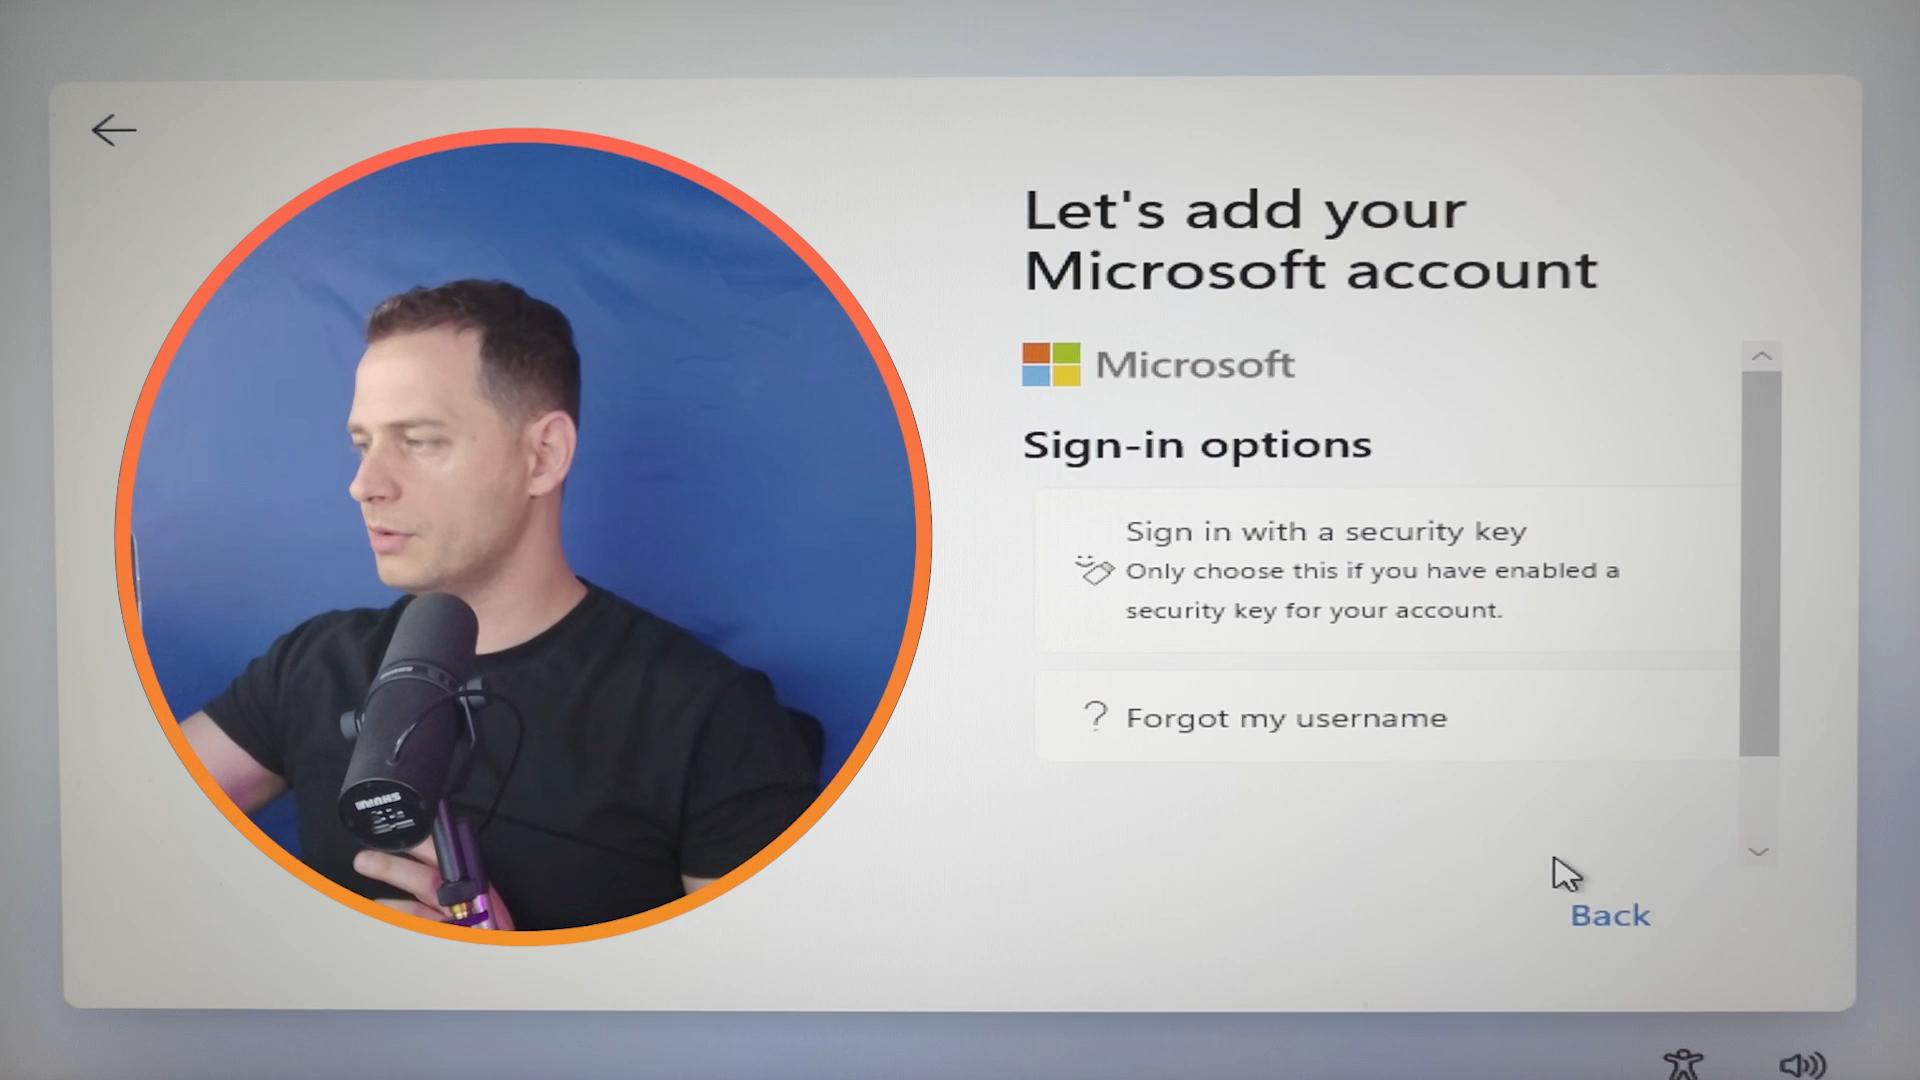 Let's add your
Microsoft account
Microsoft
Sign-in options
Sign in with a security key
Only choose this if you have enabled a
security key for your account.
? Forgot my username
Back
SHURE